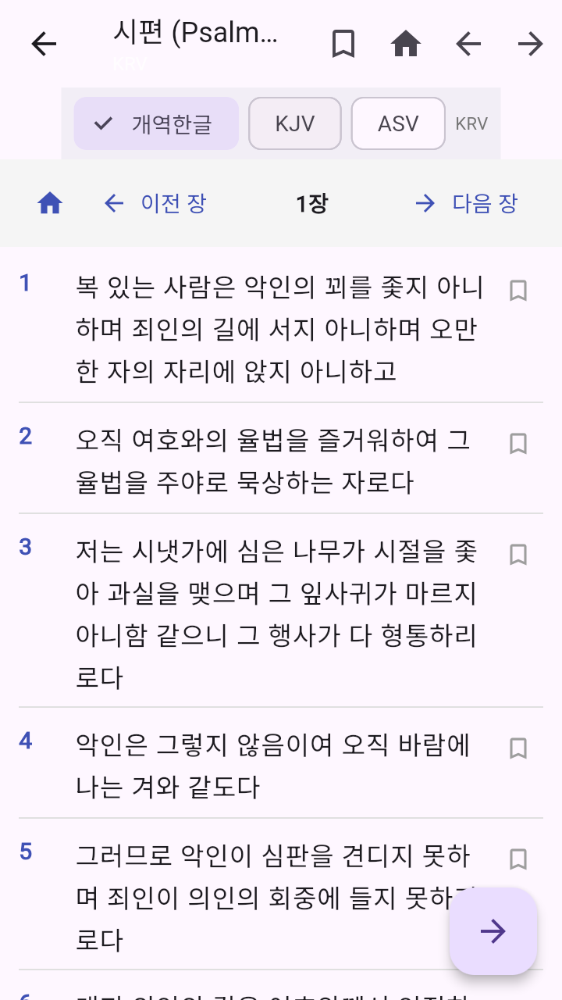 시편 (Psalm...
KRV
개역한글 KJV ASV KRV
이전 장 1장 다음 장
1 복 있는 사람은 악인의 꾀를 좇지 아니
하며 죄인의 길에 서지 아니하며 오만
한 자의 자리에 앉지 아니하고
2 오직 여호와의 율법을 즐거워하여 그
율법을 주야로 묵상하는 자로다
3 저는 시냇가에 심은 나무가 시절을 좇
아 과실을 맺으며 그 잎사귀가 마르지
아니함 같으니 그 행사가 다 형통하리
로다
4 악인은 그렇지 않음이여 오직 바람에
나는 겨와 같도다
5 그러므로 악인이 심판을 견디지 못하
며 죄인이 의인의 회중에 들지 못하
로다